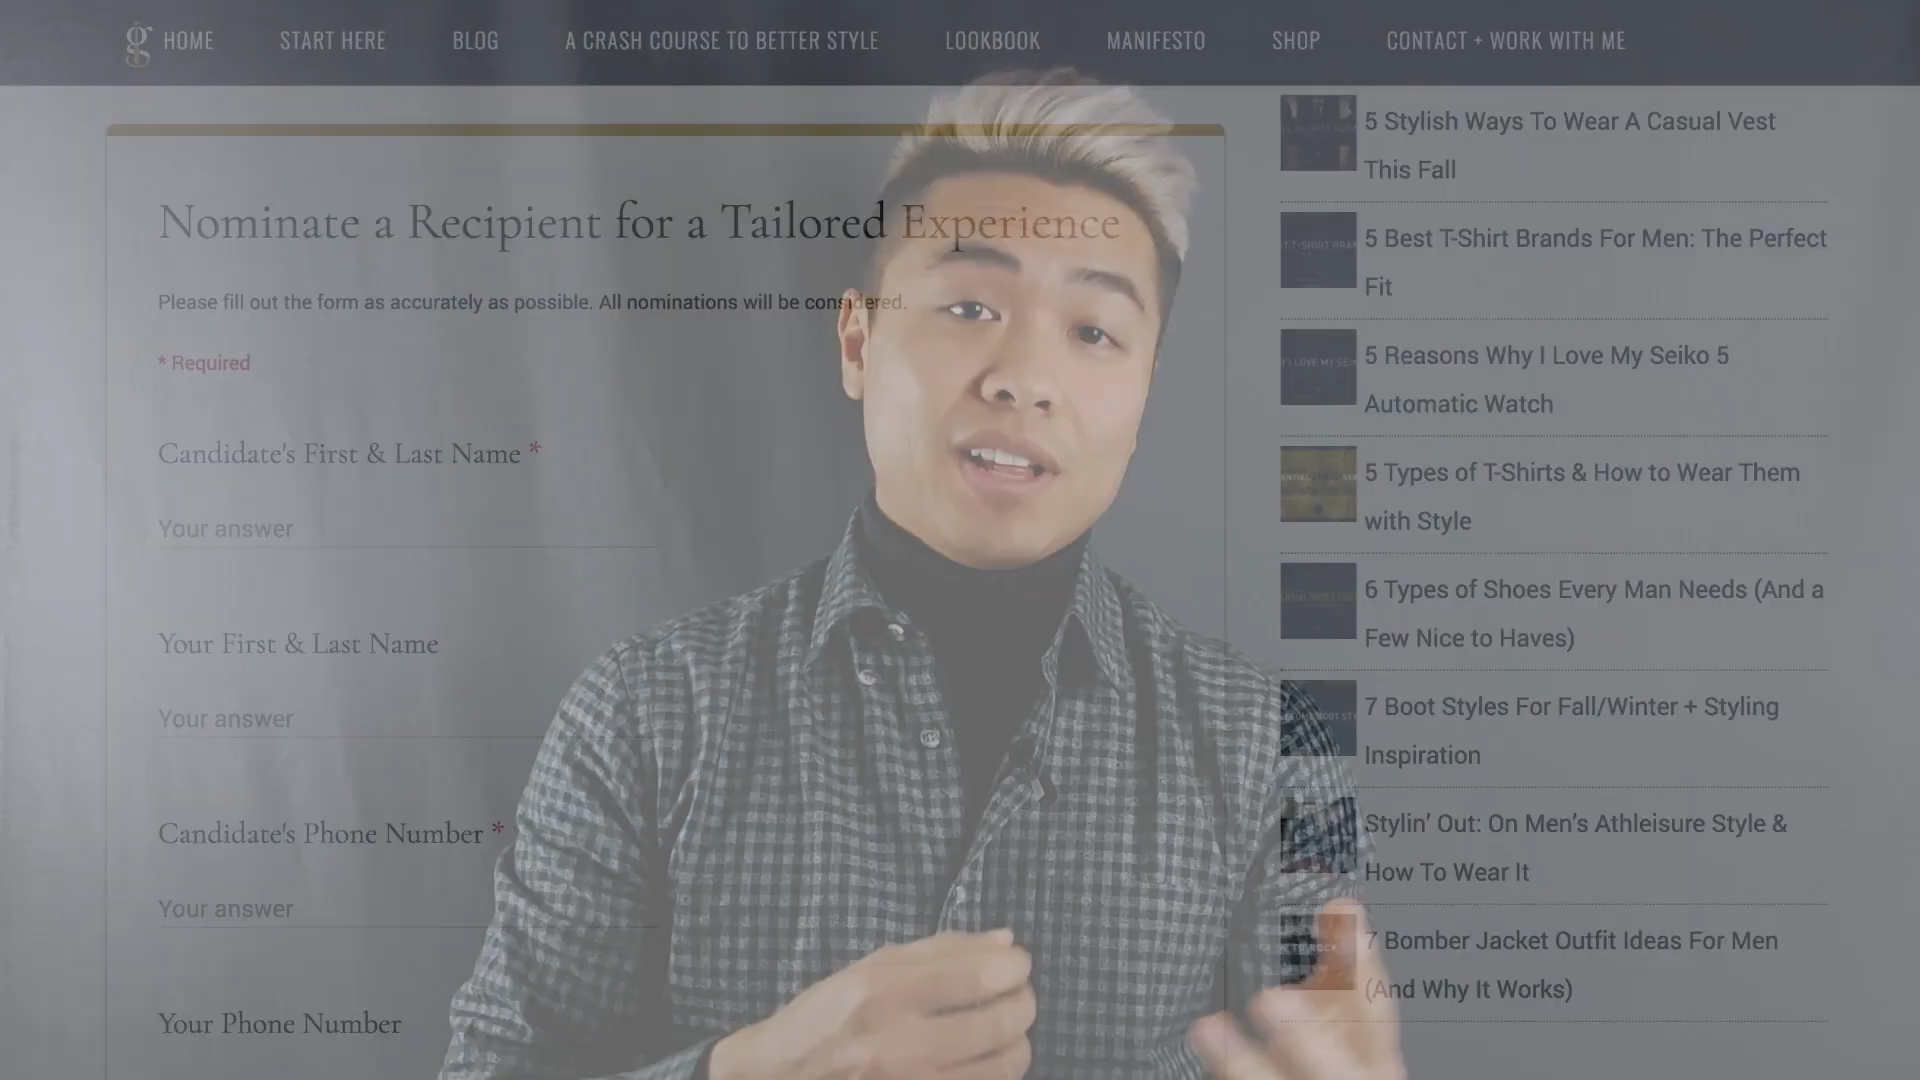 HOME
START HERE
BLOG
A CRASH COURSE TO BETTER STYLE
LOOKBOOK
MANIFESTO
SHOP
CONTACT + WORK WITH ME
Nominate a Recipient for a Tailored Experience
Please fill out the form as accurately as possible. All nominations will be considered.
* Required
Candidate's First & Last Name *
Your answer
Your First & Last Name
Your answer
Candidate's Phone Number *
Your answer
Your Phone Number
5 Stylish Ways To Wear A Casual Vest
This Fall
5 Best T-Shirt Brands For Men: The Perfect
Fit
5 Reasons Why I Love My Seiko 5
Automatic Watch
5 Types of T-Shirts & How to Wear Them
with Style
6 Types of Shoes Every Man Needs (And a
Few Nice to Haves)
7 Boot Styles For Fall/Winter + Styling
Inspiration
Stylin’ Out: On Men’s Athleisure Style &
How To Wear It
7 Bomber Jacket Outfit Ideas For Men
(And Why It Works)